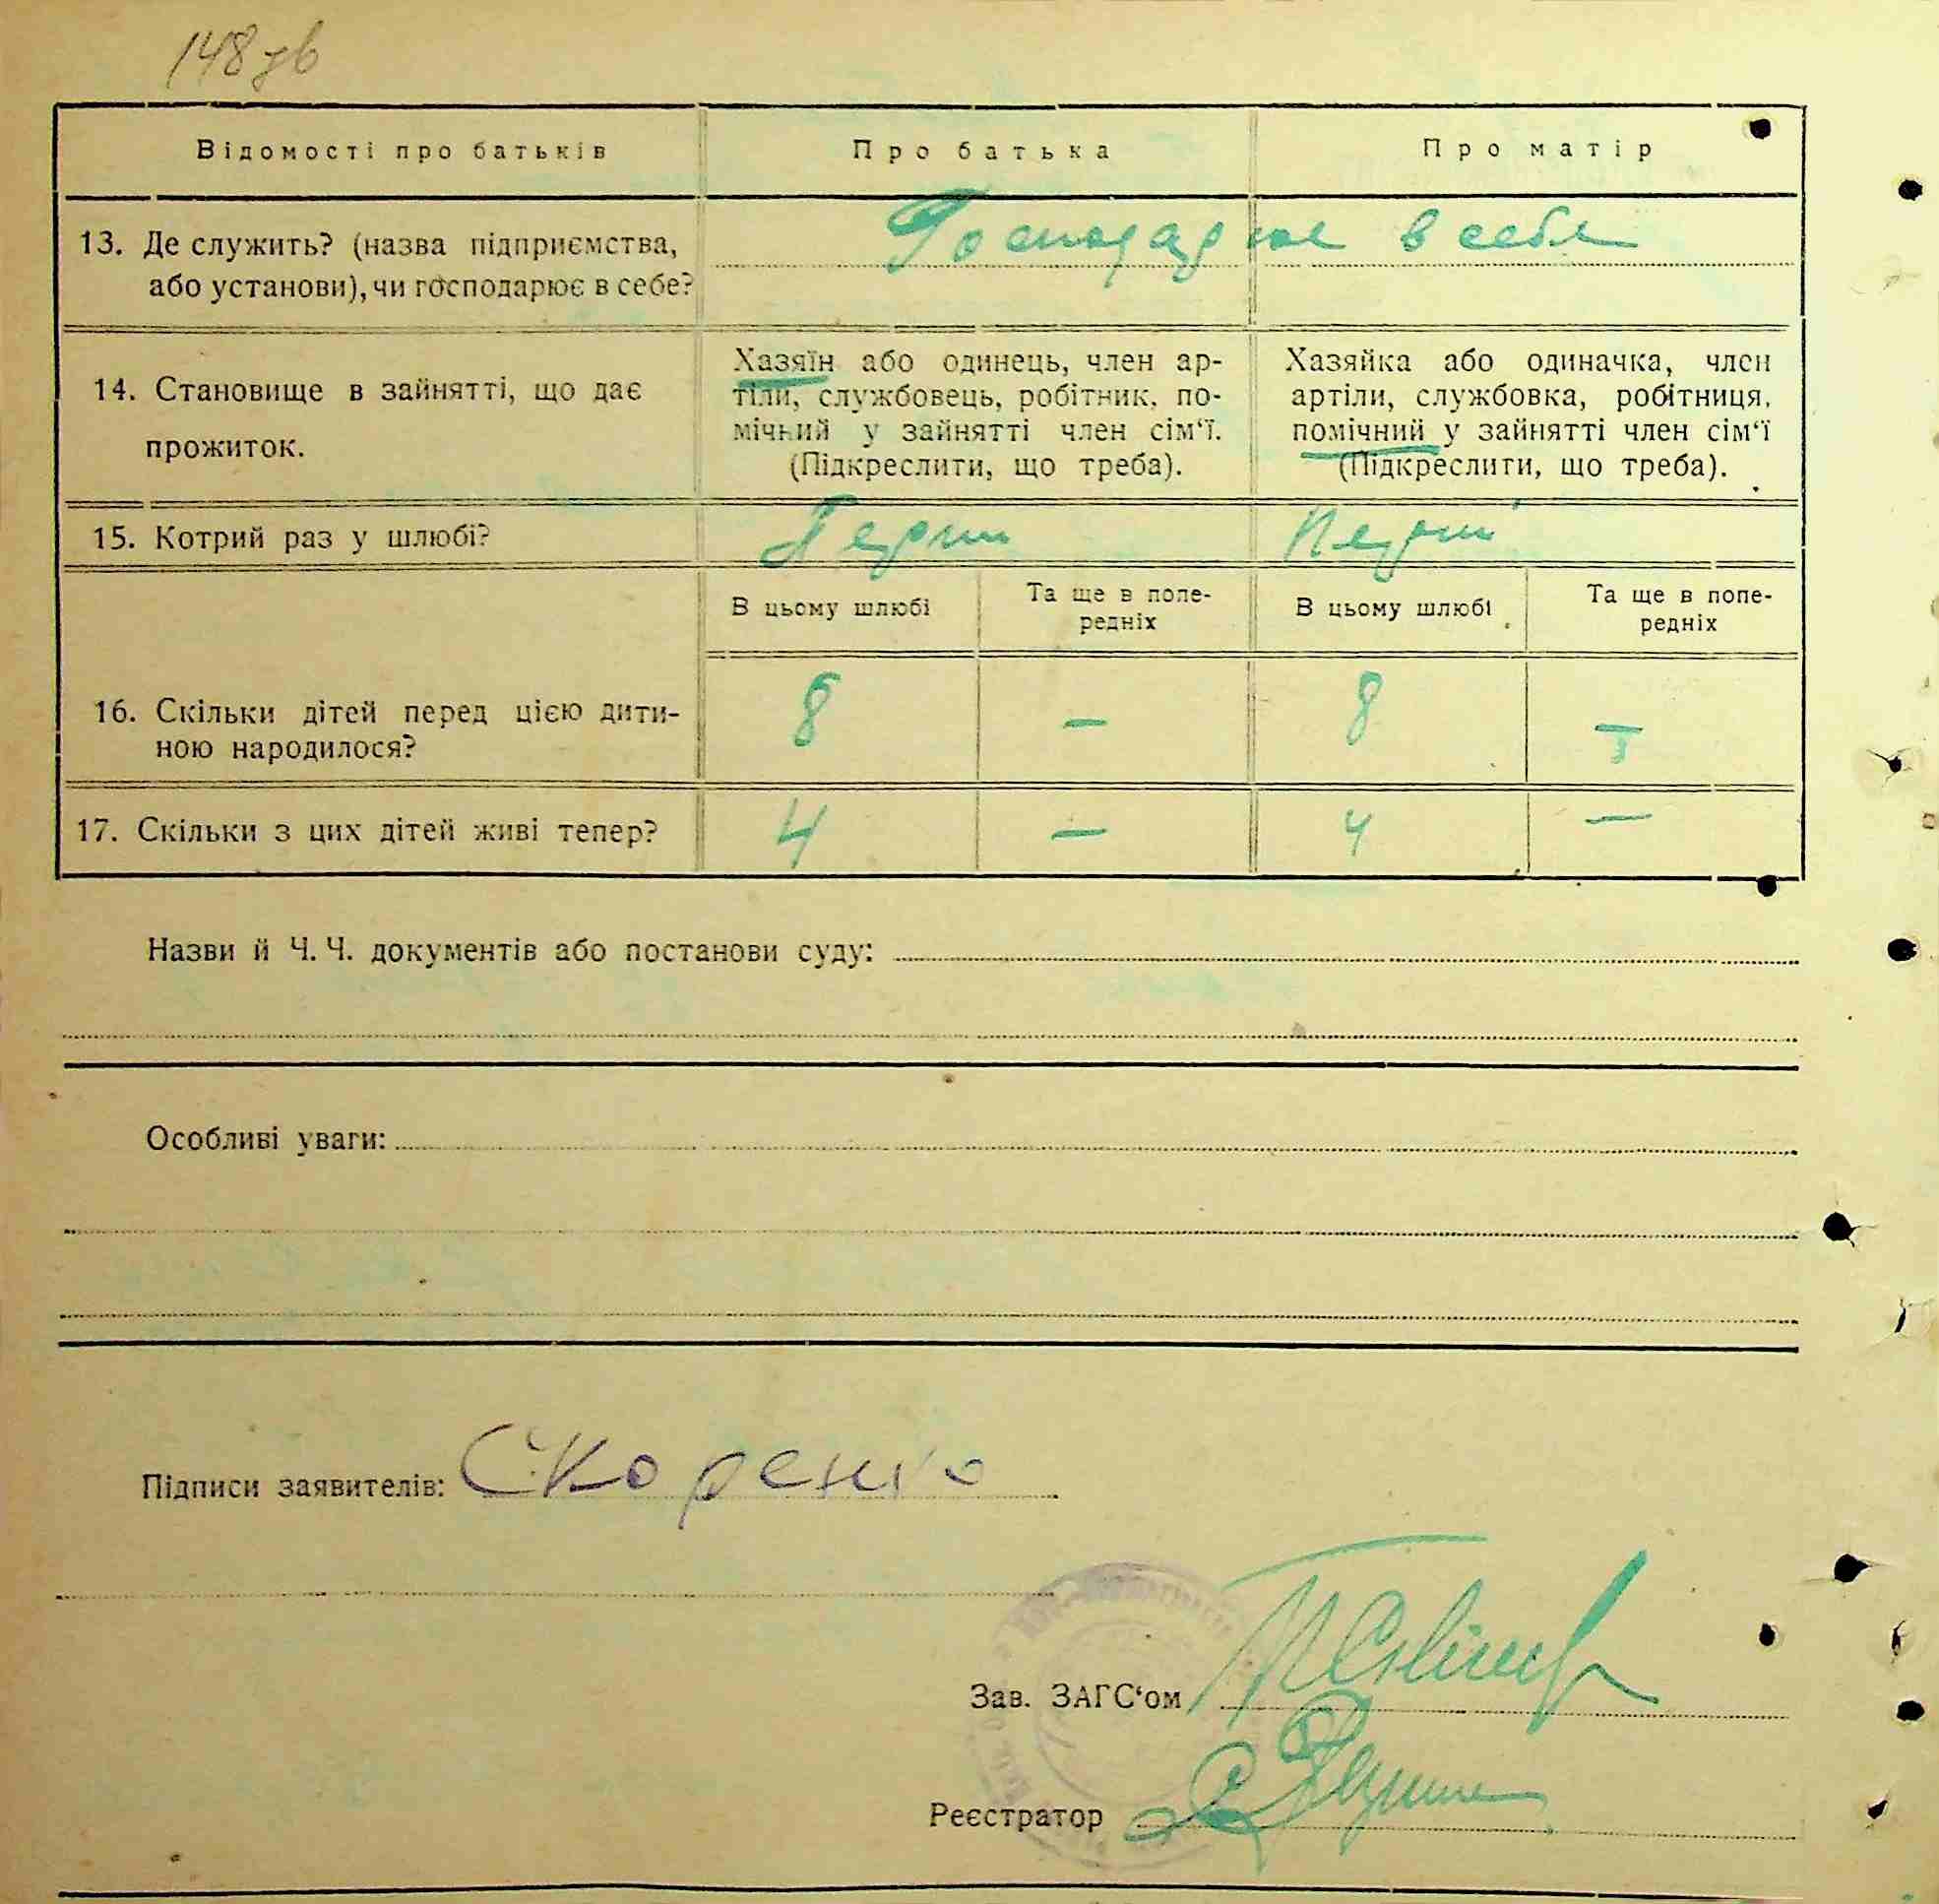 148 зв
Відомості про батьків
Про батька
Про матір
13. Де служить? (назва підприємства,
або установи), чи господарює в себе?
Господарює в себе
14. Становище в зайнятті, що дає
прожиток.
Хазяїн або одинець, член ар-
тіли, службовець, робітник, по-
мічний у зайнятті член сім‘ї.
(Підкреслити, що треба).
Хазяйка або одиначка, член
артіли, службовка, робітниця,
помічний у зайнятті член сім‘ї
(Підкреслити, що треба).
15. Котрий раз у шлюбі?
Перший
Перший
В цьому шлюбі
Та ще в попе-
редніх
В цьому шлюбі
Та ще в попе-
редніх
16. Скільки дітей перед цією дити-
ною народилося?
8 — 8 —
17. Скільки з цих дітей живі тепер?
4 — 4 —
Назви й Ч. Ч. документів або постанови суду:
Особливі уваги:
Підписи заявителів: Скоренко
Зав. ЗАГС‘ом
Реєстратор